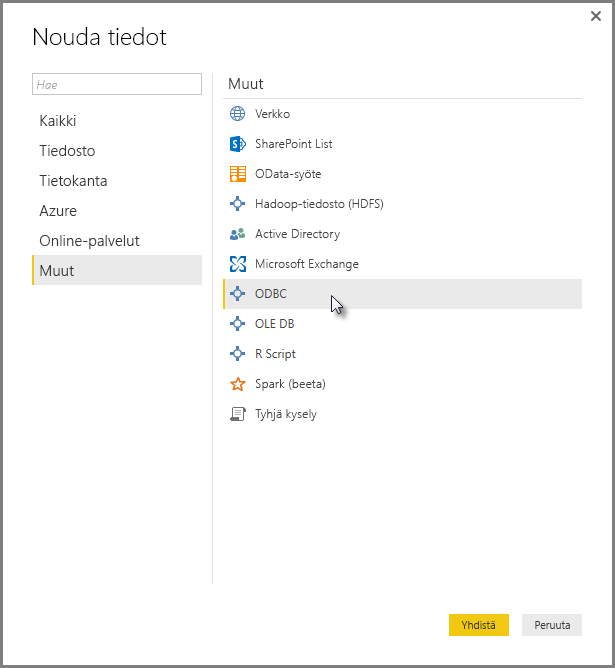 Nouda tiedot
Hae
Kaikki
Tiedosto
Tietokanta
Azure
Online-palvelut
Muut
Muut
Verkko
SharePoint List
OData-syöte
Hadoop-tiedosto (HDFS)
Active Directory
Microsoft Exchange
ODBC
OLE DB
R Script
Spark (beeta)
Tyhjä kysely
Yhdistä
Peruuta